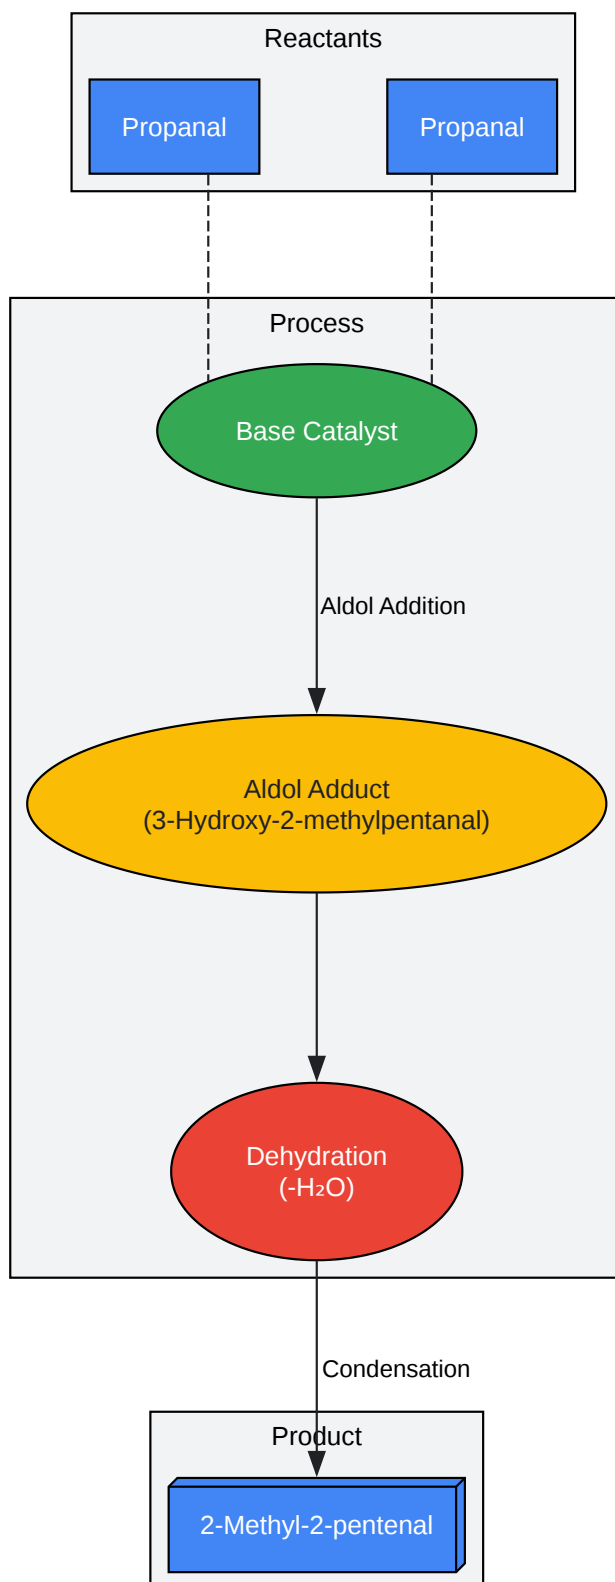 Reactants
Propanal
Propanal
Process
Base Catalyst
Aldol Addition
Aldol Adduct
(3-Hydroxy-2-methylpentanal)
Dehydration
(-H₂O)
Condensation
Product
2-Methyl-2-pentenal